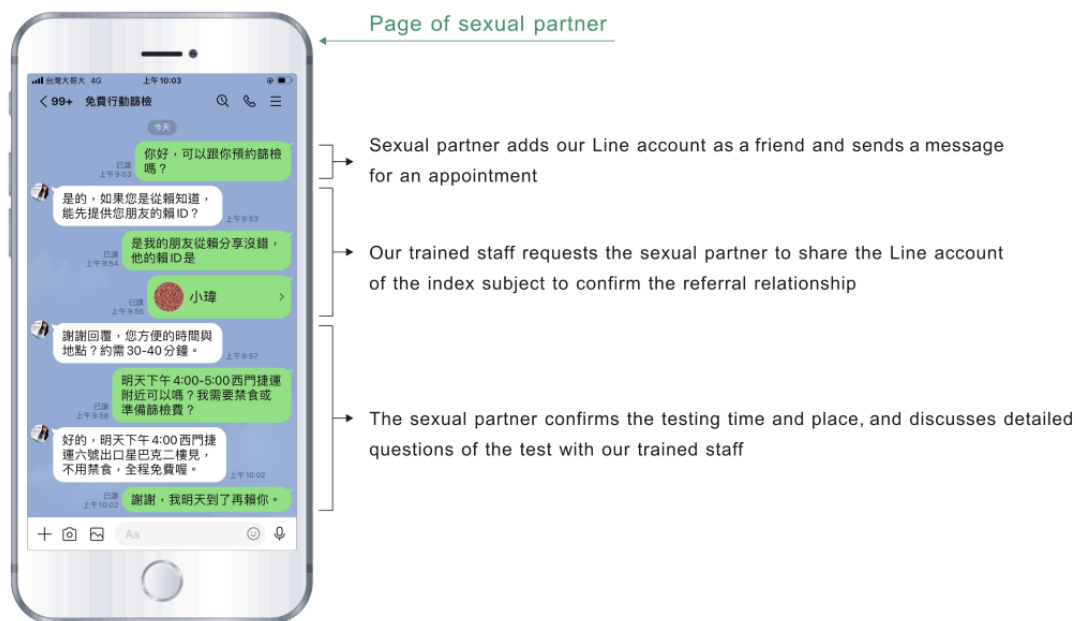 Page of sexual partner
台灣大哥大 4G 上午10:03
99+ 免費行動篩檢
今天
你好，可以跟你預約篩檢
嗎？
已讀
上午9:53
Sexual partner adds our Line account as a friend and sends a message
for an appointment
是的，如果您是從賴知道，
能先提供您朋友的賴ID？
上午9:53
是我的朋友從賴分享沒錯，
他的賴ID是
已讀
上午9:54
小瑋
已讀
上午9:55
Our trained staff requests the sexual partner to share the Line account
of the index subject to confirm the referral relationship
謝謝回覆，您方便的時間與
地點？約需30-40分鐘。
上午9:57
明天下午4:00-5:00西門捷運
附近可以嗎？我需要禁食或
準備篩檢費？
已讀
上午9:58
好的，明天下午4:00西門捷
運六號出口星巴克二樓見，
不用禁食，全程免費喔。
上午10:02
謝謝，我明天到了再賴你。
已讀
上午10:02
The sexual partner confirms the testing time and place, and discusses detailed
questions of the test with our trained staff
Aa